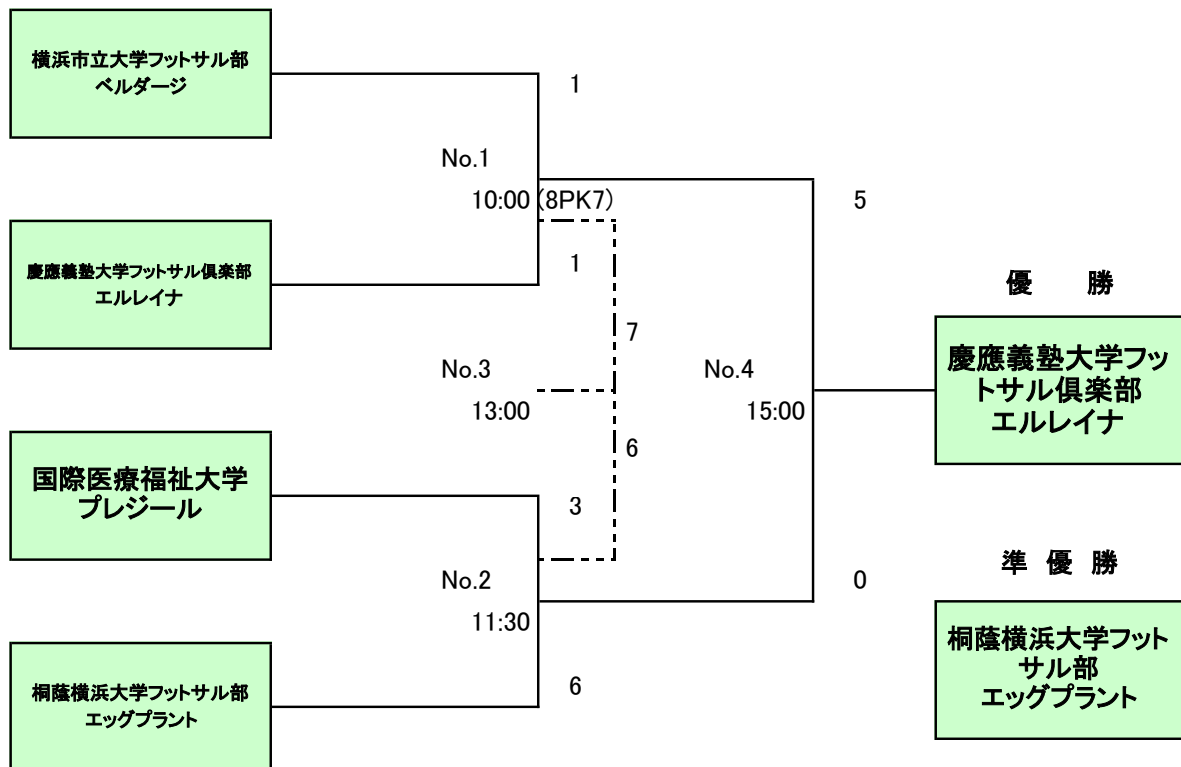 横浜市立大学フットサル部
ベルダージ
1
No.1
10:00
(8PK7)
5
慶應義塾大学フットサル倶楽部
エルレイナ
1
優 勝
7
慶應義塾大学フッ
トサル倶楽部
エルレイナ
No.3
13:00
No.4
15:00
6
国際医療福祉大学
プレジール
3
準 優 勝
No.2
11:30
0
桐蔭横浜大学フット
サル部
エッグプラント
桐蔭横浜大学フットサル部
エッグプラント
6